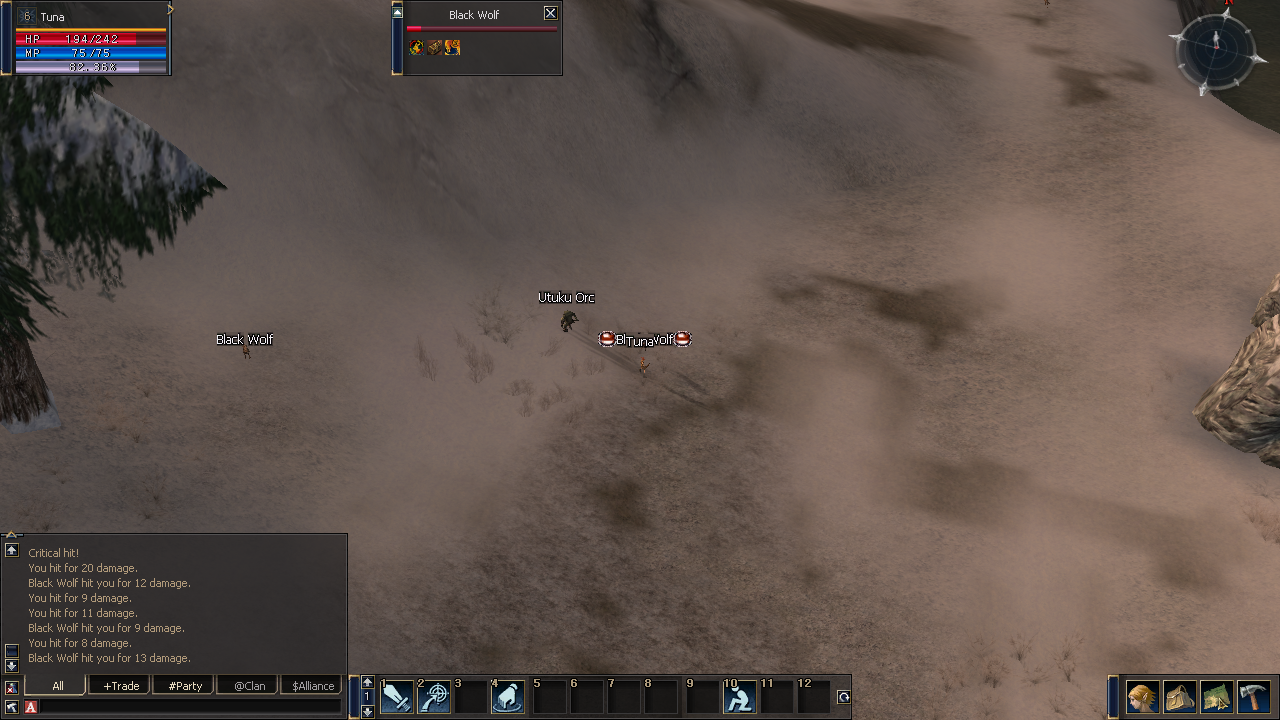 6 Tuna
HP 194/242
MP 75/75
82.36%
Black Wolf
N
Utuku Orc
Black Wolf
Tuna
Critical hit!
You hit for 20 damage.
Black Wolf hit you for 12 damage.
You hit for 9 damage.
You hit for 11 damage.
Black Wolf hit you for 9 damage.
You hit for 8 damage.
Black Wolf hit you for 13 damage.
All +Trade #Party @Clan $Alliance
A
1 2 3 4 5 6 7 8 9 10 11 12
1